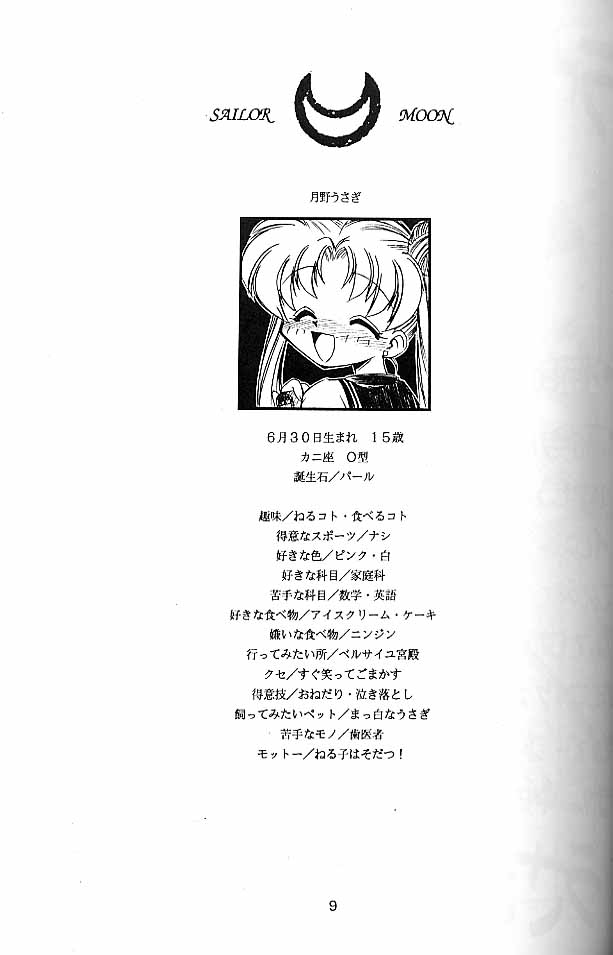 SAILOR MOON
月野うさぎ
6月30日生まれ　15歳
カニ座　O型
誕生石／パール
趣味／ねるコト・食べるコト
得意なスポーツ／ナシ
好きな色／ピンク・白
好きな科目／家庭科
苦手な科目／数学・英語
好きな食べ物／アイスクリーム・ケーキ
嫌いな食べ物／ニンジン
行ってみたい所／ベルサイユ宮殿
クセ／すぐ笑ってごまかす
得意技／おねだり・泣き落とし
飼ってみたいペット／まっ白なうさぎ
苦手なモノ／歯医者
モットー／ねる子はそだつ！
9